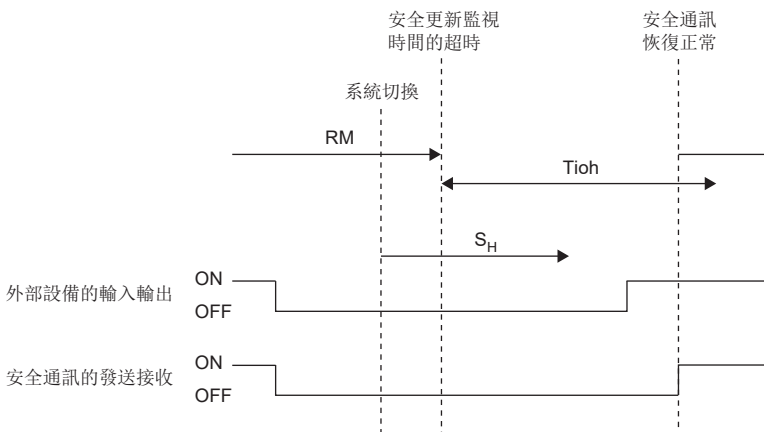 安全更新監視
時間的超時
安全通訊
恢復正常
系統切換
RM
Tioh
SH
外部設備的輸入輸出
ON
OFF
安全通訊的發送接收
ON
OFF